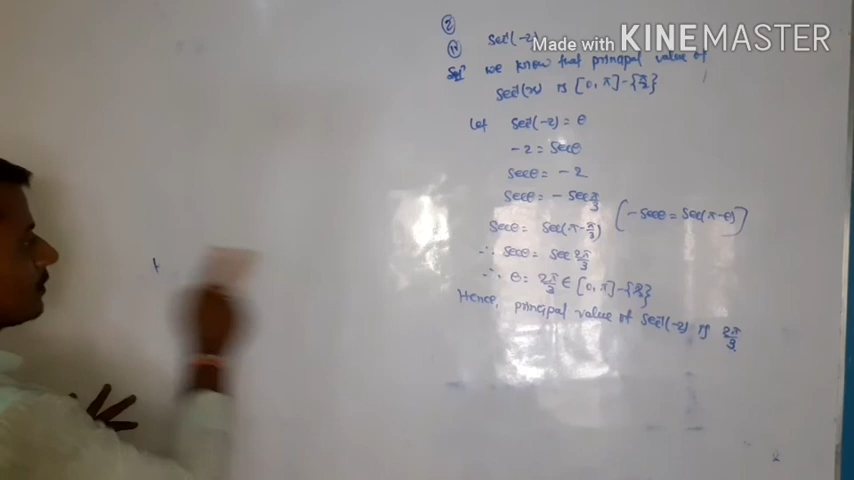 ②
(iv) sec⁻¹(-2)
Made with KINEMASTER
Solⁿ we know that principal value of
sec⁻¹(x) is [0, π] - {π/2}
Let sec⁻¹(-2) = θ
-2 = secθ
secθ = -2
secθ = - sec π/3
secθ = sec(π - π/3) (-secθ = sec(π-θ))
∴ secθ = sec 2π/3
∴ θ = 2π/3 ∈ [0, π] - {π/2}
Hence, principal value of sec⁻¹(-2) is 2π/3.